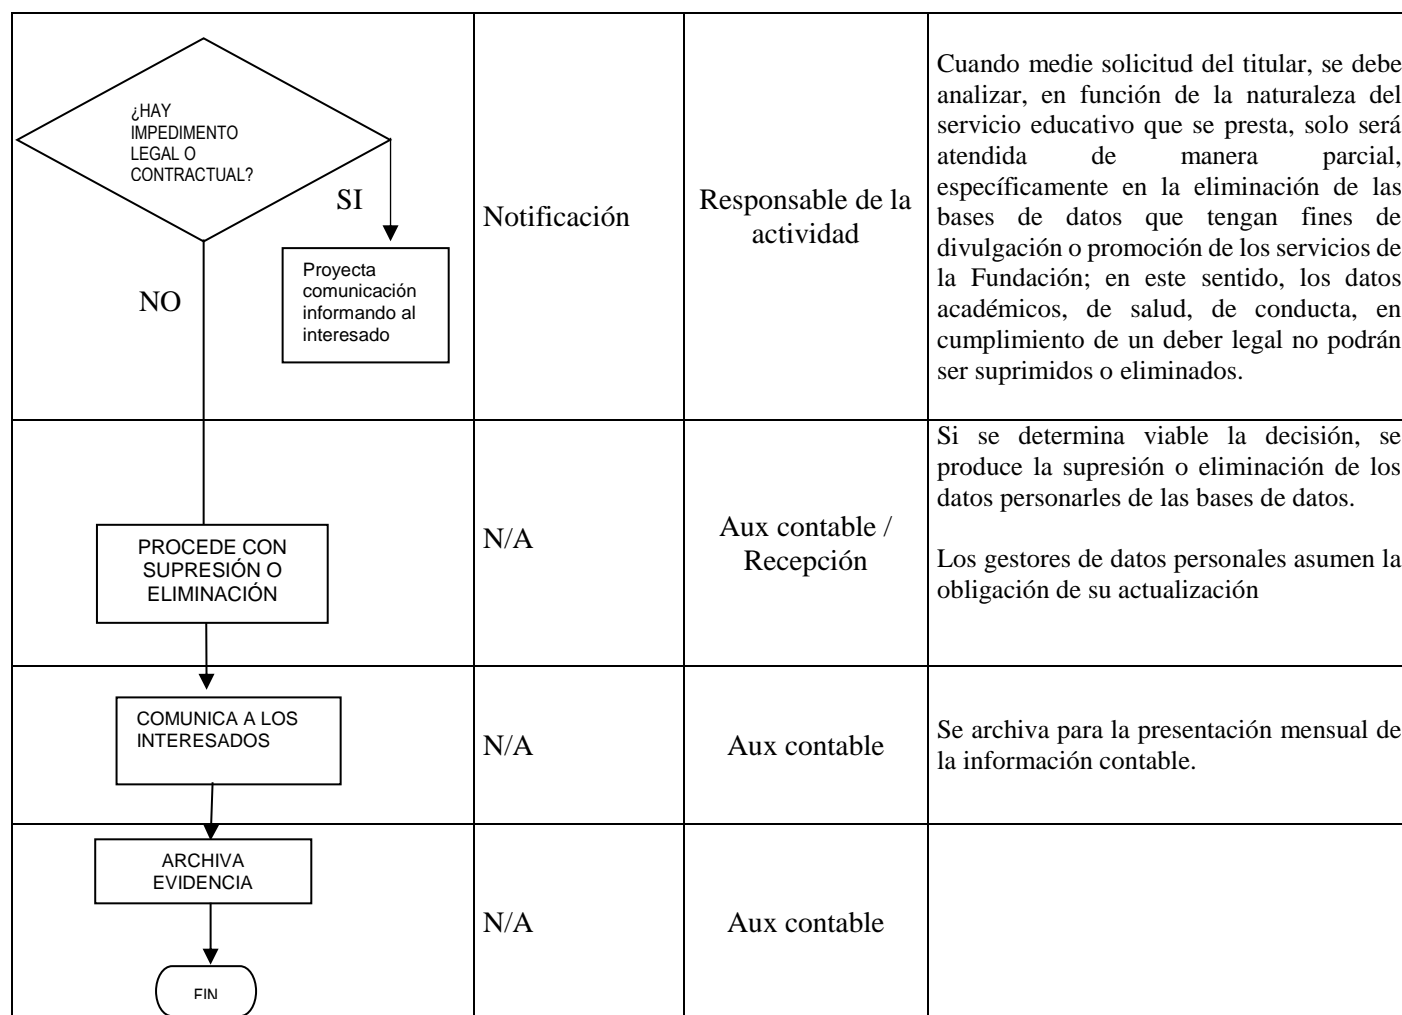 ¿HAY
IMPEDIMENTO
LEGAL O
CONTRACTUAL?
SI
NO
Proyecta
comunicación
informando al
interesado
Notificación
Responsable de la
actividad
Cuando medie solicitud del titular, se debe
analizar, en función de la naturaleza del
servicio educativo que se presta, solo será
atendida de manera parcial,
específicamente en la eliminación de las
bases de datos que tengan fines de
divulgación o promoción de los servicios de
la Fundación; en este sentido, los datos
académicos, de salud, de conducta, en
cumplimiento de un deber legal no podrán
ser suprimidos o eliminados.
PROCEDE CON
SUPRESIÓN O
ELIMINACIÓN
N/A
Aux contable /
Recepción
Si se determina viable la decisión, se
produce la supresión o eliminación de los
datos personarles de las bases de datos.
Los gestores de datos personales asumen la
obligación de su actualización
COMUNICA A LOS
INTERESADOS
N/A
Aux contable
Se archiva para la presentación mensual de
la información contable.
ARCHIVA
EVIDENCIA
N/A
Aux contable
FIN